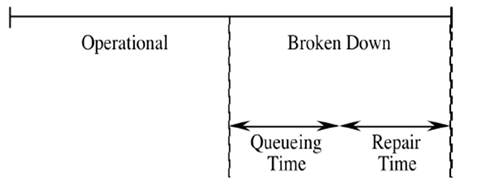 Operational
Broken Down
Queueing
Time
Repair
Time